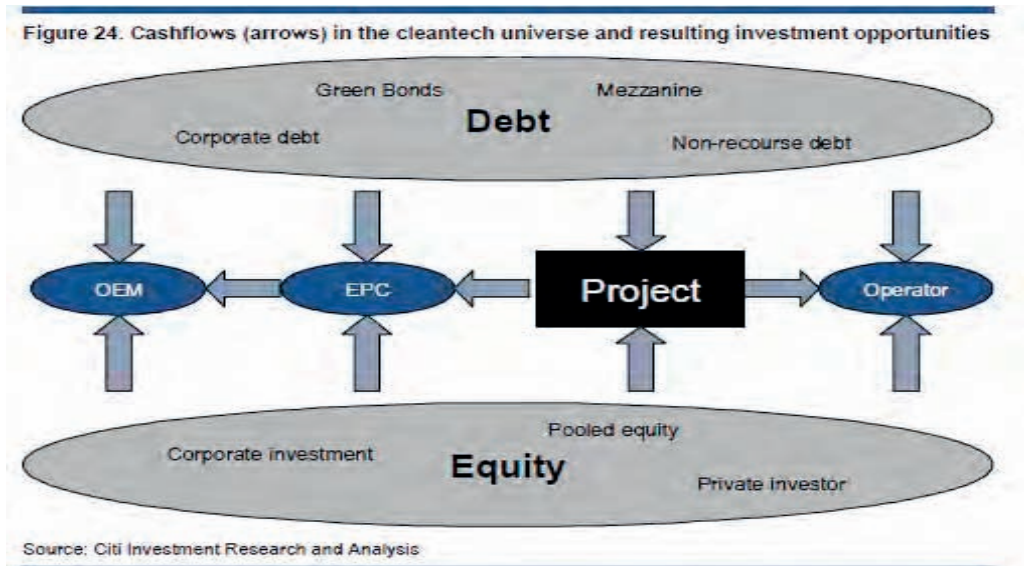 Figure 24. Cashflows (arrows) in the cleantech universe and resulting investment opportunities
Green Bonds
Mezzanine
Debt
Corporate debt
Non-recourse debt
OEM
EPC
Project
Operator
Pooled equity
Corporate investment
Equity
Private investor
Source: Citi Investment Research and Analysis